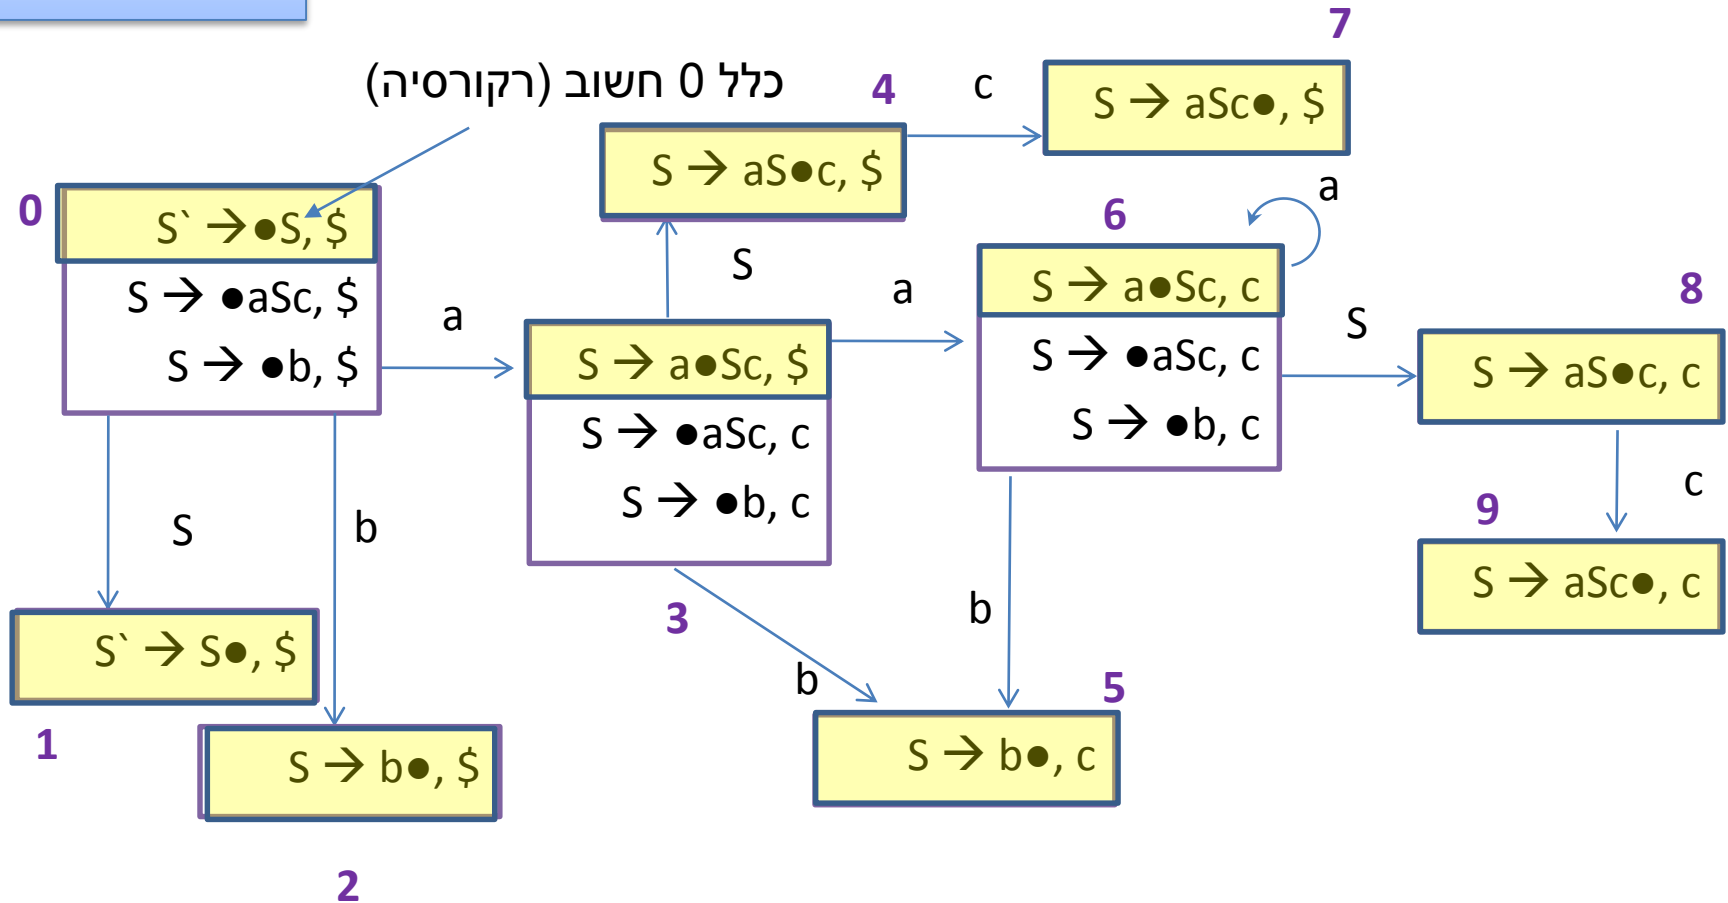 כלל 0 חשוב (רקורסיה)
0
S` → ●S, $
S → ●aSc, $
S → ●b, $
S
b
a
1
S` → S●, $
2
S → b●, $
3
S → a●Sc, $
S → ●aSc, c
S → ●b, c
S
a
b
4
S → aS●c, $
c
7
S → aSc●, $
6
a
S → a●Sc, c
S → ●aSc, c
S → ●b, c
S
b
5
S → b●, c
8
S → aS●c, c
c
9
S → aSc●, c